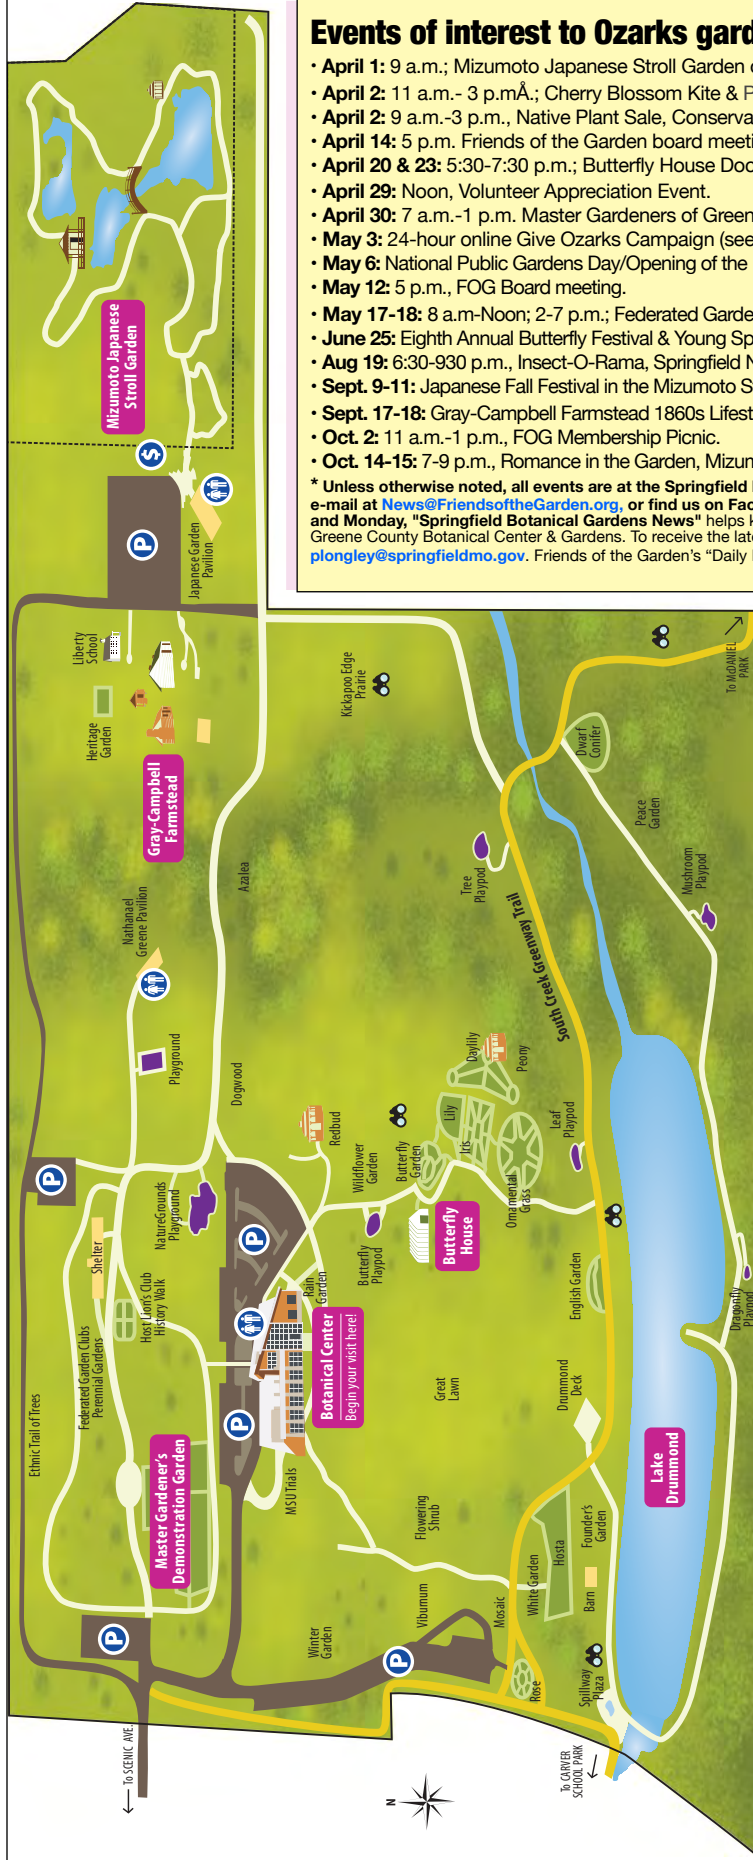 Events of interest to Ozarks gard
• April 1: 9 a.m.; Mizumoto Japanese Stroll Garden
• April 2: 11 a.m.- 3 p.mÅ.; Cherry Blossom Kite & P
• April 2: 9 a.m.-3 p.m., Native Plant Sale, Conserva
• April 14: 5 p.m. Friends of the Garden board meeti
• April 20 & 23: 5:30-7:30 p.m.; Butterfly House Doc
• April 29: Noon, Volunteer Appreciation Event.
• April 30: 7 a.m.-1 p.m. Master Gardeners of Green
• May 3: 24-hour online Give Ozarks Campaign (see
• May 6: National Public Gardens Day/Opening of the
• May 12: 5 p.m., FOG Board meeting.
• May 17-18: 8 a.m-Noon; 2-7 p.m.; Federated Garde
• June 25: Eighth Annual Butterfly Festival & Young Sp
• Aug 19: 6:30-930 p.m., Insect-O-Rama, Springfield N
• Sept. 9-11: Japanese Fall Festival in the Mizumoto S
• Sept. 17-18: Gray-Campbell Farmstead 1860s Lifest
• Oct. 2: 11 a.m.-1 p.m., FOG Membership Picnic.
• Oct. 14-15: 7-9 p.m., Romance in the Garden, Mizum
* Unless otherwise noted, all events are at the Springfield
e-mail at News@FriendsoftheGarden.org, or find us on Fac
and Monday, "Springfield Botanical Gardens News" helps k
Greene County Botanical Center & Gardens. To receive the late
plongley@springfieldmo.gov. Friends of the Garden's “Daily
Mizumoto Japanese
Stroll Garden
$
P
Japanese Garden
Pavilion
Liberty
School
Heritage
Garden
Gray-Campbell
Farmstead
Kickapoo Edge
Prairie
To McDANIEL
PARK
Dwarf
Conifer
Peace
Garden
Mushroom
Playpod
Tree
Playpod
Azalea
Nathanael
Greene Pavilion
Playground
Dogwood
South Creek Greenway Trail
Daylily
Peony
Lily
Iris
Ornamental
Grass
Leaf
Playpod
Redbud
Wildflower
Garden
Butterfly
Garden
Butterfly
House
Butterfly
Playpod
P
NatureGrounds
Playground
P
Shelter
Host Lion's Club
History Walk
Federated Garden Clubs
Perennial Gardens
Ethnic Trail of Trees
Rain
Garden
Botanical Center
Begin your visit here!
P
MSU Trials
Master Gardener's
Demonstration Garden
Great
Lawn
English Garden
Drummond
Deck
Dragonfly
Playpod
Lake
Drummond
Flowering
Shrub
Founder's
Garden
Hosta
White Garden
Barn
Mosaic
Viburnum
Winter
Garden
P
P
Rose
Spillway
Plaza
To SCENIC AVE.
To CARVER
SCHOOL PARK
N